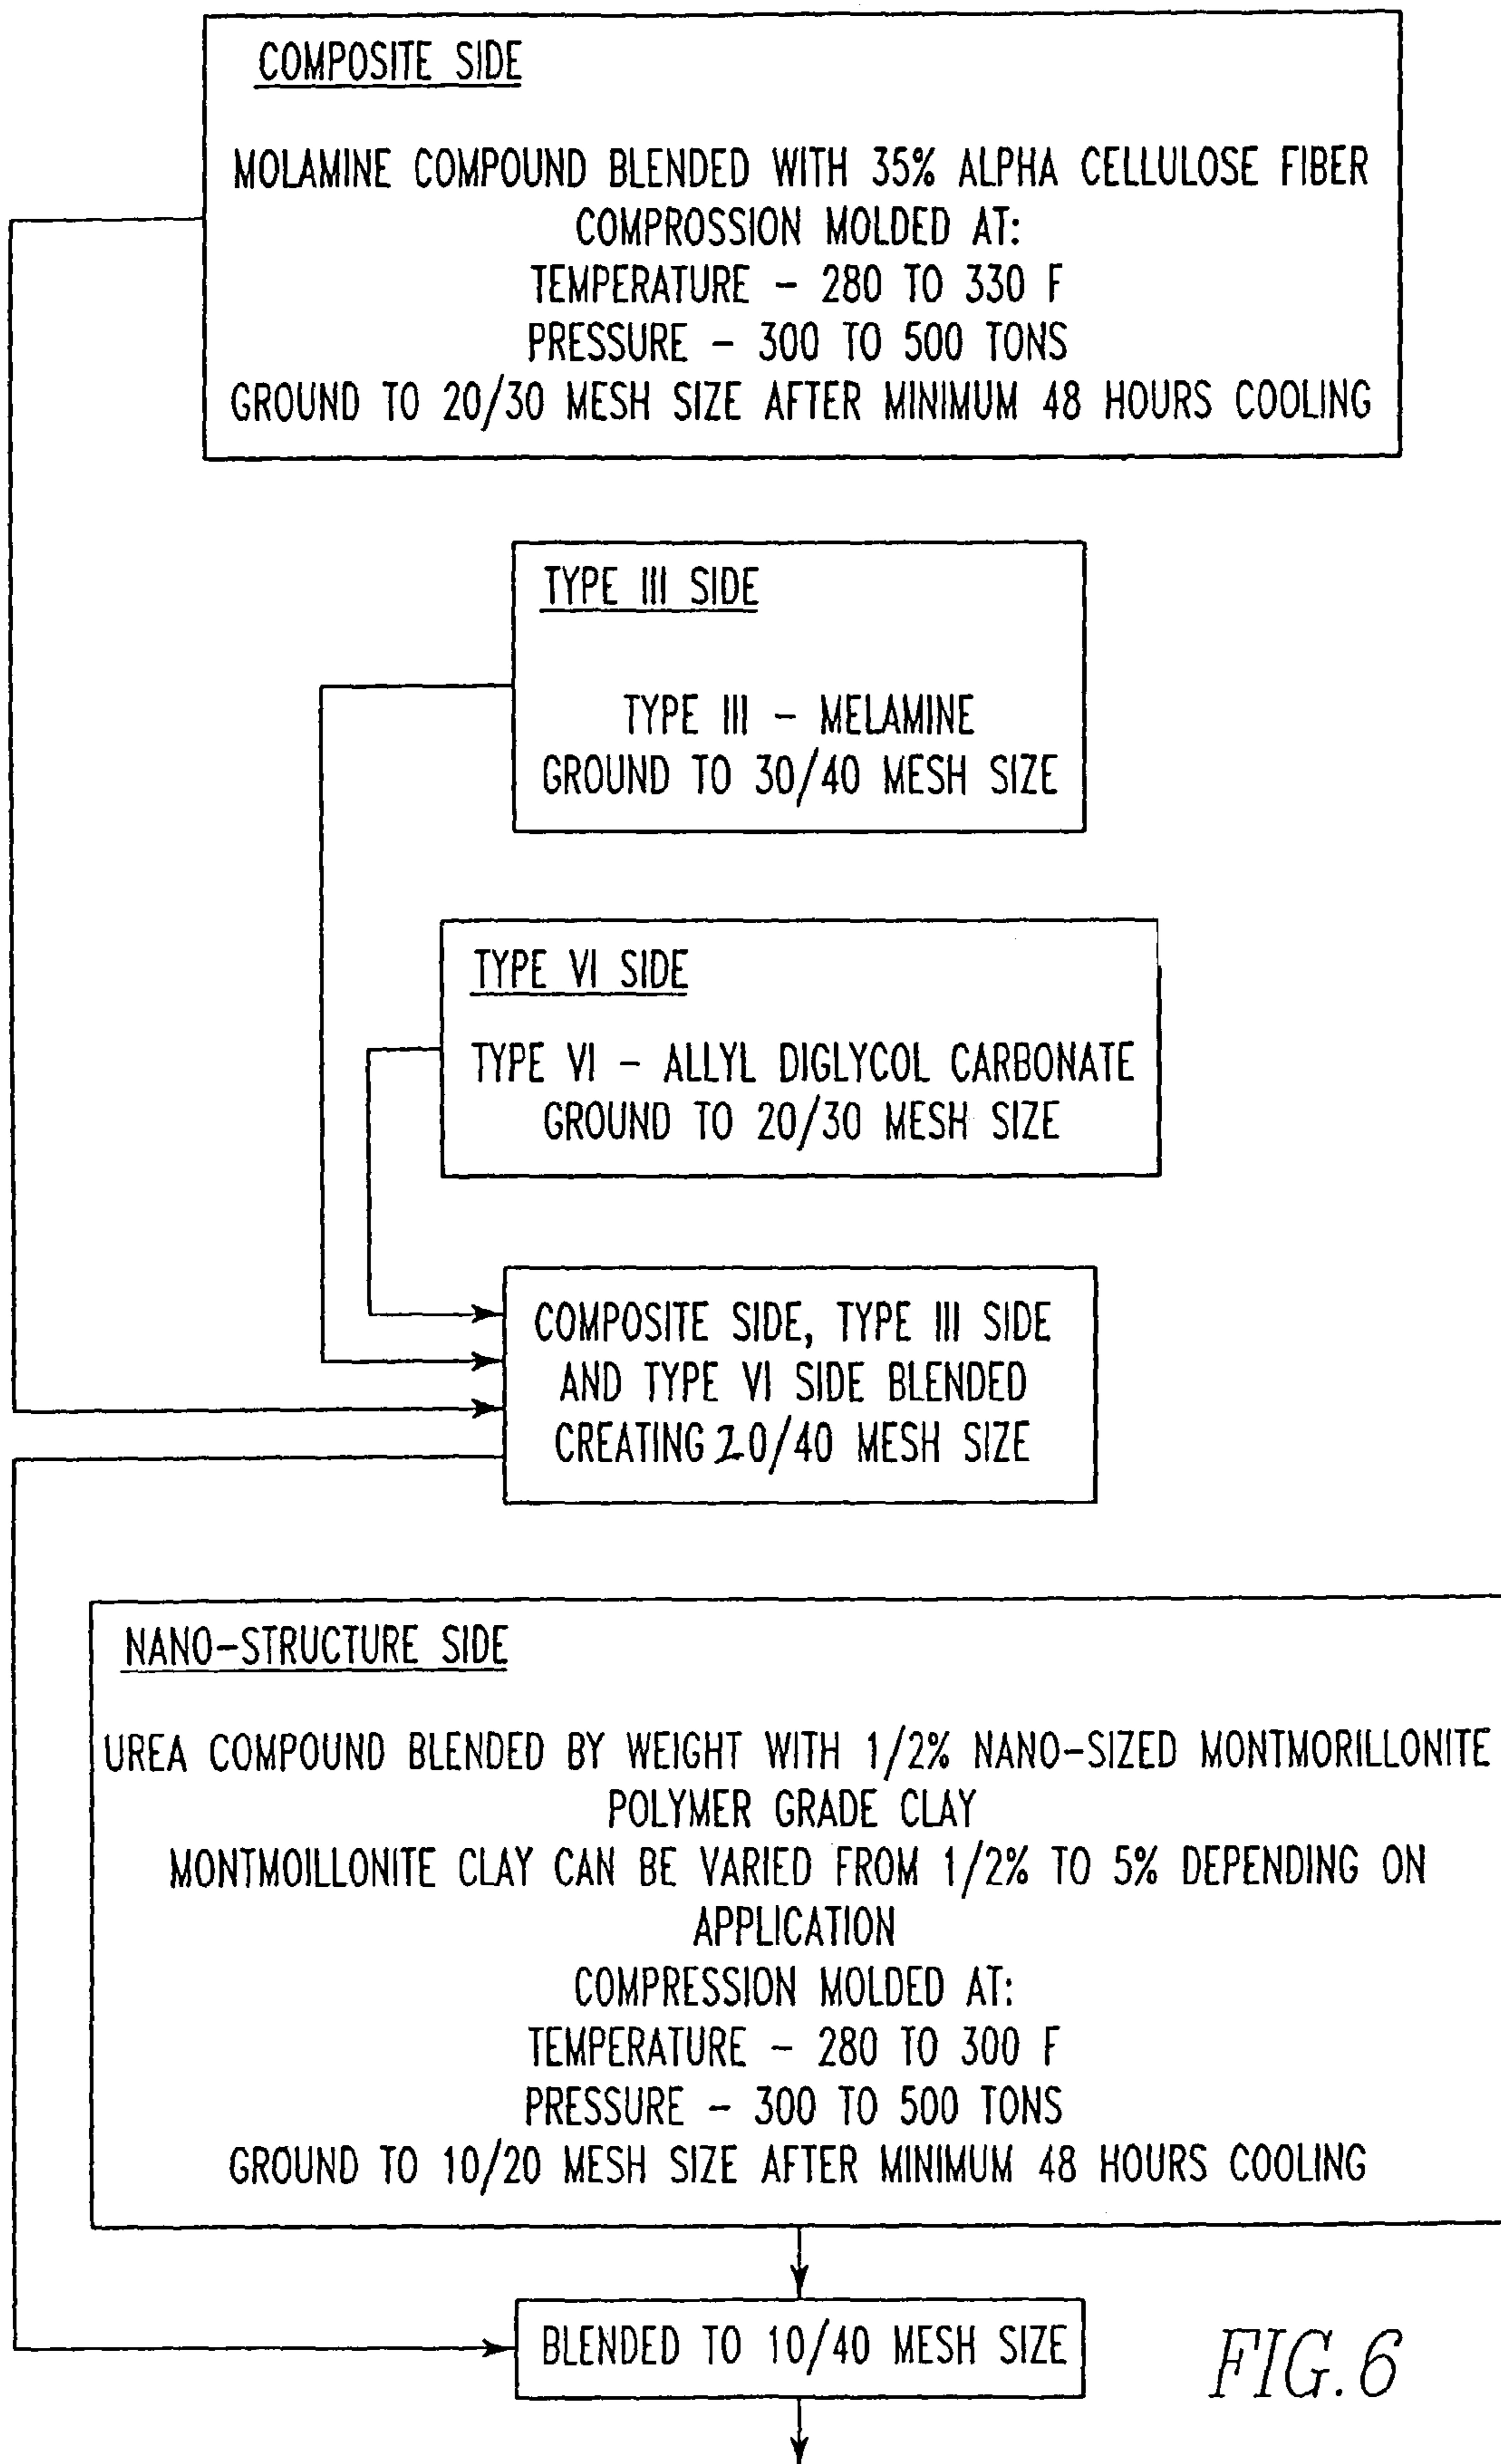 COMPOSITE SIDE
MOLAMINE COMPOUND BLENDED WITH 35% ALPHA CELLULOSE FIBER
COMPROSSION MOLDED AT:
TEMPERATURE – 280 TO 330 F
PRESSURE – 300 TO 500 TONS
GROUND TO 20/30 MESH SIZE AFTER MINIMUM 48 HOURS COOLING
TYPE III SIDE
TYPE III – MELAMINE
GROUND TO 30/40 MESH SIZE
TYPE VI SIDE
TYPE VI – ALLYL DIGLYCOL CARBONATE
GROUND TO 20/30 MESH SIZE
COMPOSITE SIDE, TYPE III SIDE
AND TYPE VI SIDE BLENDED
CREATING 20/40 MESH SIZE
NANO-STRUCTURE SIDE
UREA COMPOUND BLENDED BY WEIGHT WITH 1/2% NANO-SIZED MONTMORILLONITE
POLYMER GRADE CLAY
MONTMOILLONITE CLAY CAN BE VARIED FROM 1/2% TO 5% DEPENDING ON
APPLICATION
COMPRESSION MOLDED AT:
TEMPERATURE – 280 TO 300 F
PRESSURE – 300 TO 500 TONS
GROUND TO 10/20 MESH SIZE AFTER MINIMUM 48 HOURS COOLING
BLENDED TO 10/40 MESH SIZE
FIG. 6